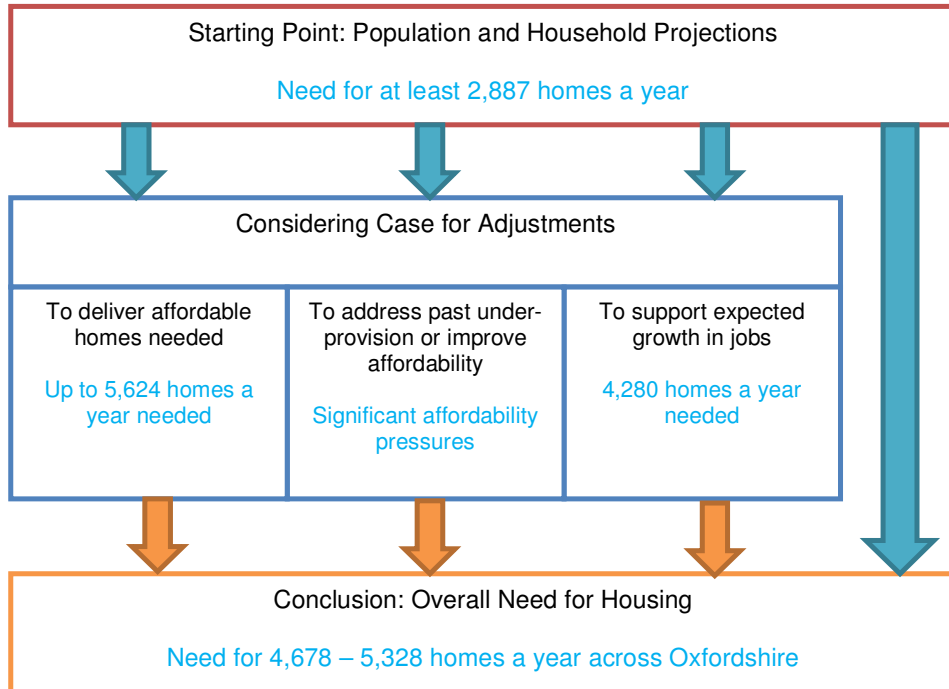 Starting Point: Population and Household Projections
Need for at least 2,887 homes a year
Considering Case for Adjustments
To deliver affordable
homes needed
Up to 5,624 homes a
year needed
To address past under-
provision or improve
affordability
Significant affordability
pressures
To support expected
growth in jobs
4,280 homes a year
needed
Conclusion: Overall Need for Housing
Need for 4,678 – 5,328 homes a year across Oxfordshire